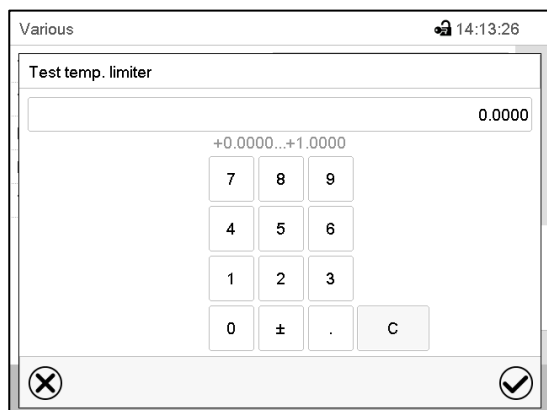 Various 14:13:26
Test temp. limiter
0.0000
+0.0000...+1.0000
7 8 9
4 5 6
1 2 3
0 ± . C